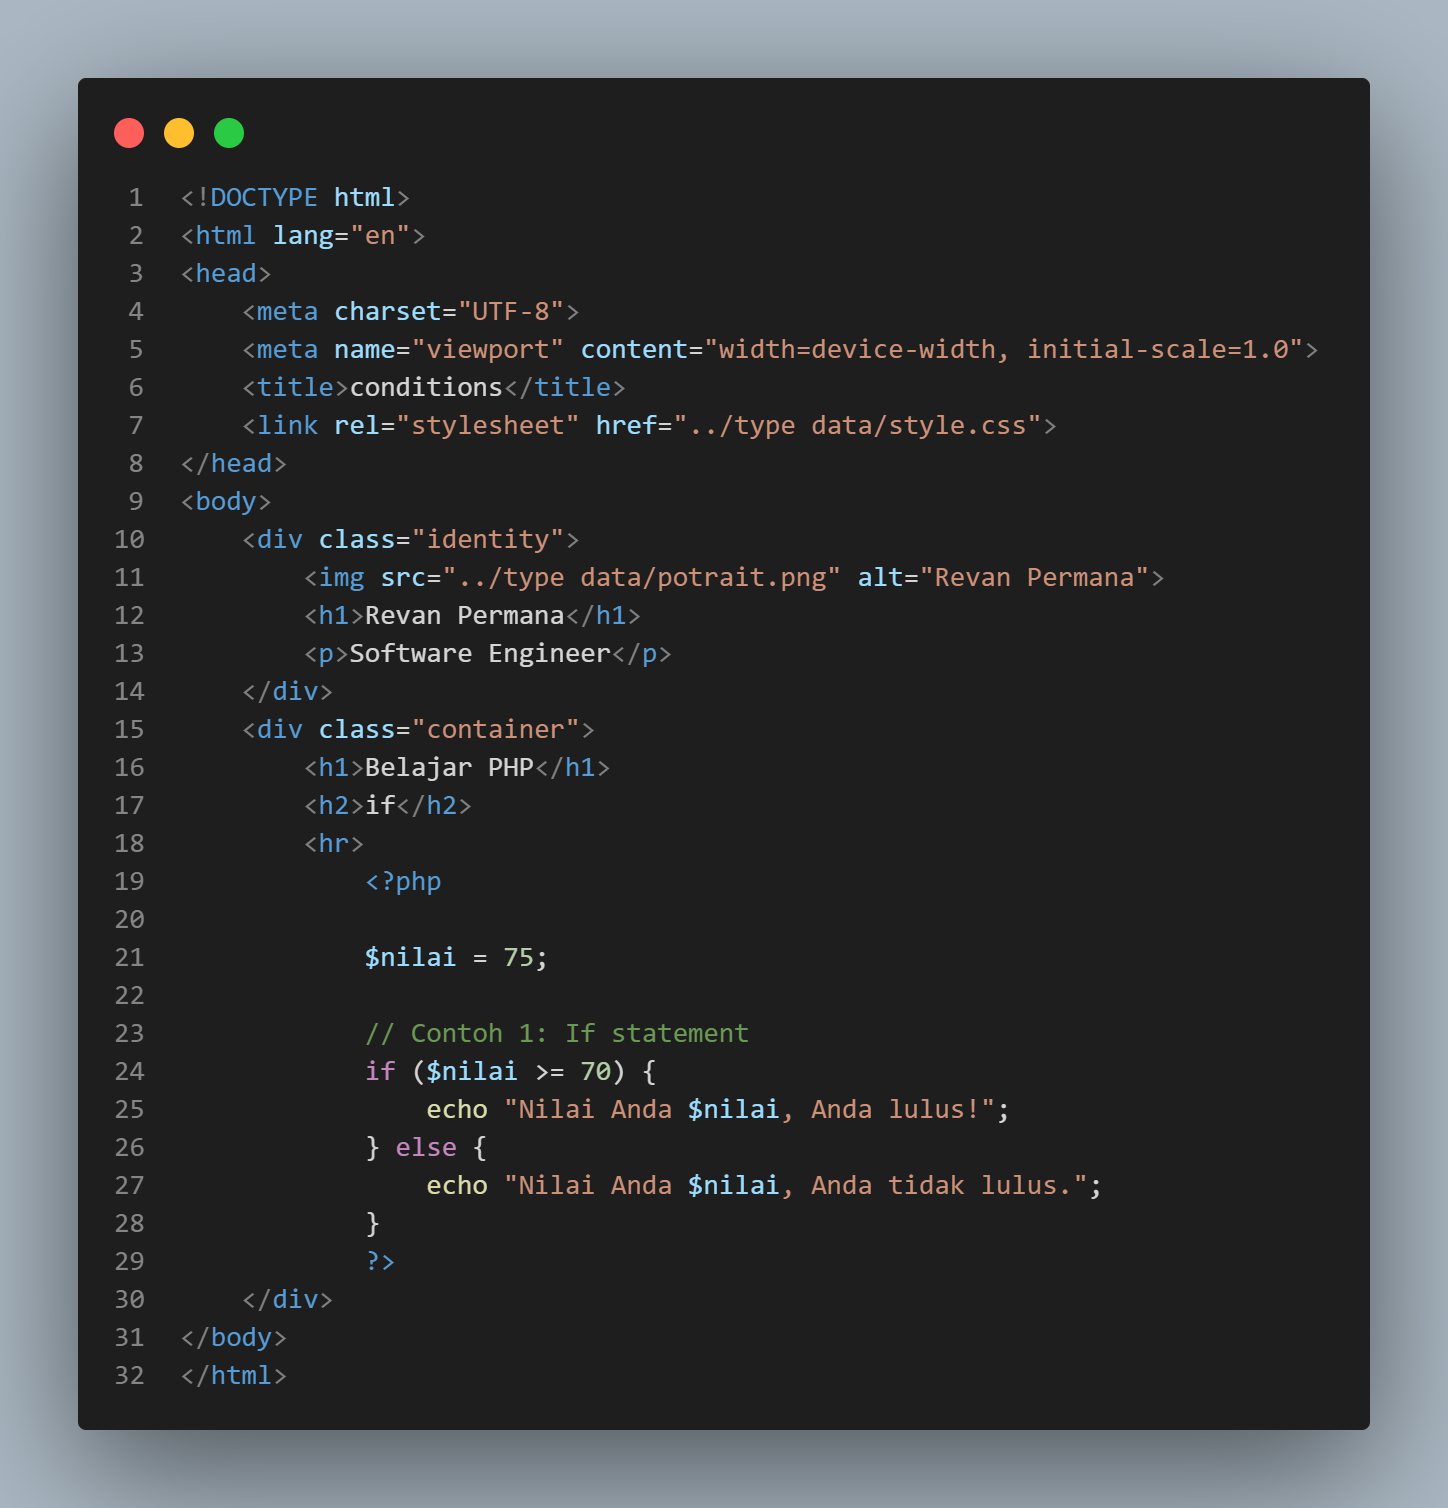 1 <!DOCTYPE html>
2 <html lang="en">
3 <head>
4     <meta charset="UTF-8">
5     <meta name="viewport" content="width=device-width, initial-scale=1.0">
6     <title>conditions</title>
7     <link rel="stylesheet" href="../type data/style.css">
8 </head>
9 <body>
10     <div class="identity">
11         <img src="../type data/potrait.png" alt="Revan Permana">
12         <h1>Revan Permana</h1>
13         <p>Software Engineer</p>
14     </div>
15     <div class="container">
16         <h1>Belajar PHP</h1>
17         <h2>if</h2>
18         <hr>
19             <?php
20
21             $nilai = 75;
22
23             // Contoh 1: If statement
24             if ($nilai >= 70) {
25                 echo "Nilai Anda $nilai, Anda lulus!";
26             } else {
27                 echo "Nilai Anda $nilai, Anda tidak lulus.";
28             }
29             ?>
30     </div>
31 </body>
32 </html>